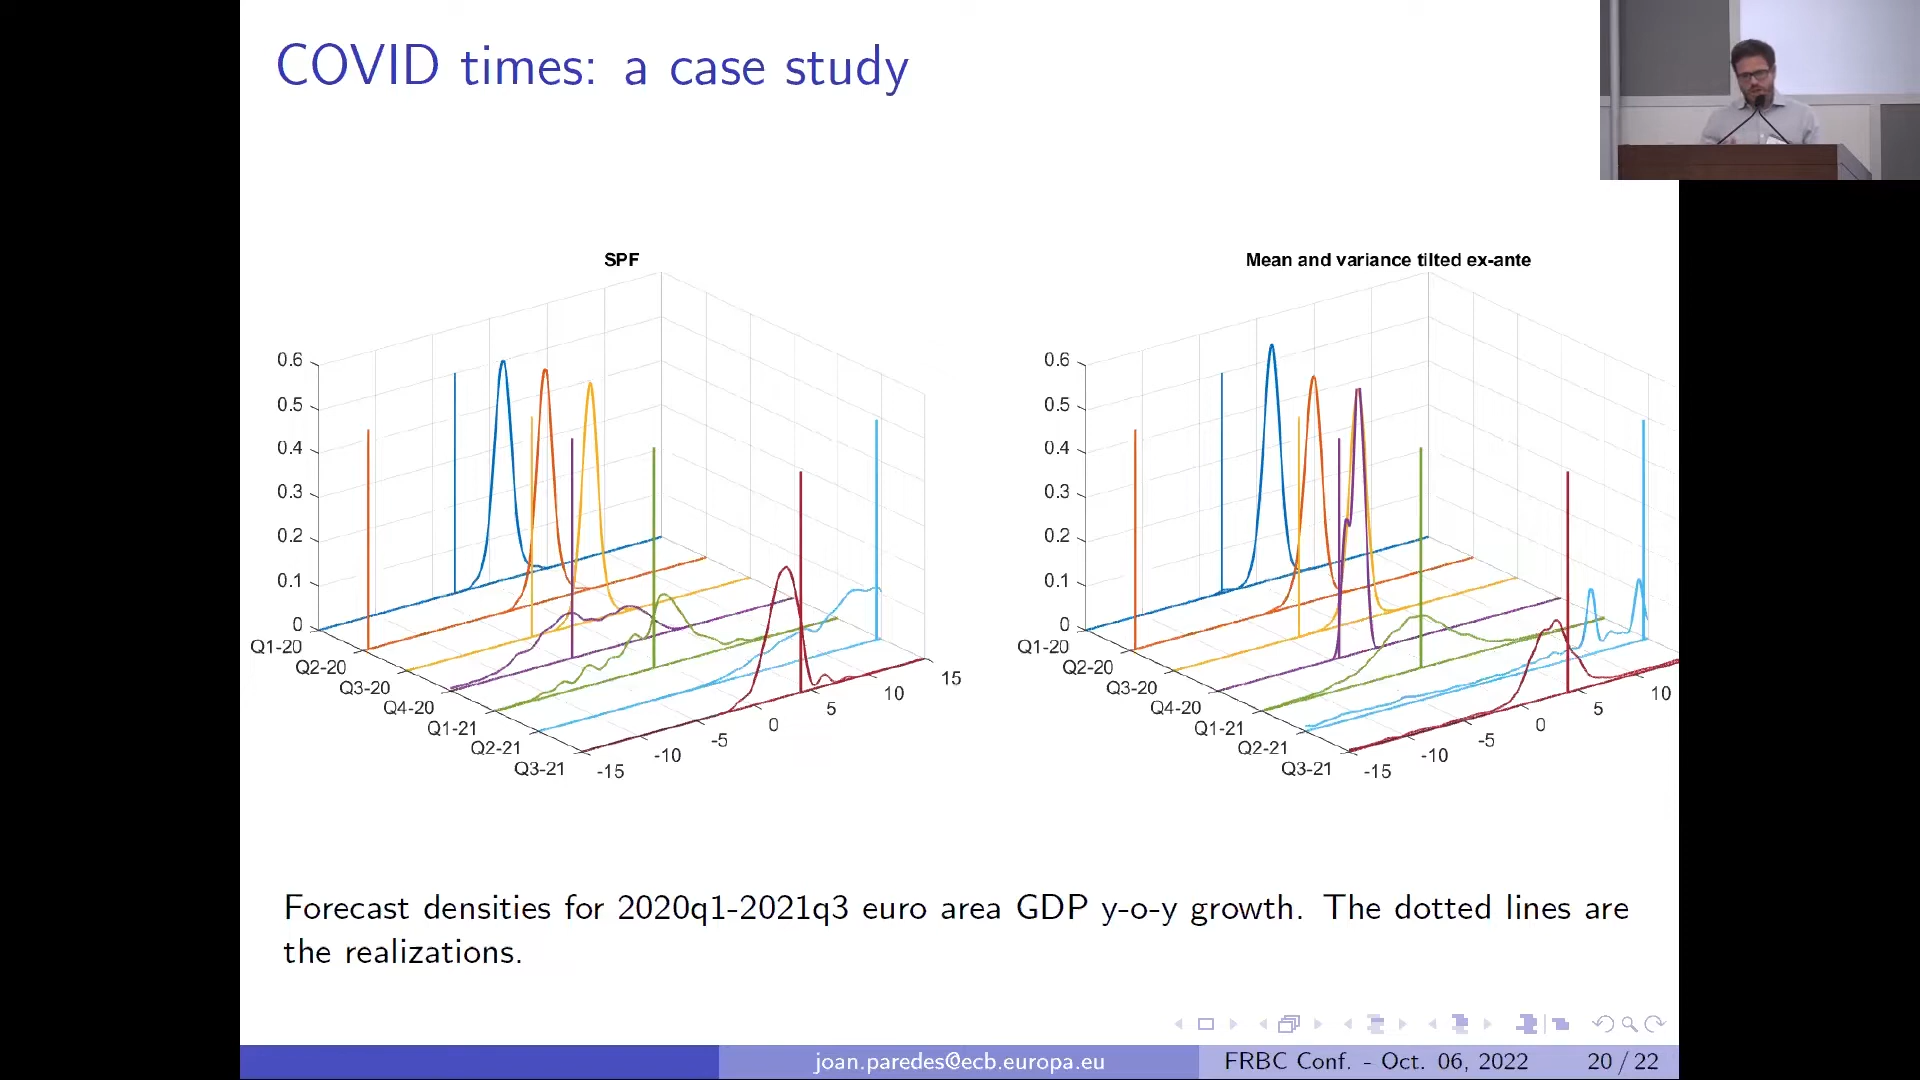 COVID times: a case study
SPF
0.6
0.5
0.4
0.3
0.2
0.1
0
Q1-20
Q2-20
Q3-20
Q4-20
Q1-21
Q2-21
Q3-21
-15
-10
-5
0
5
10
15
Mean and variance tilted ex-ante
0.6
0.5
0.4
0.3
0.2
0.1
0
Q1-20
Q2-20
Q3-20
Q4-20
Q1-21
Q2-21
Q3-21
-15
-10
-5
0
5
10
Forecast densities for 2020q1-2021q3 euro area GDP y-o-y growth. The dotted lines are
the realizations.
joan.paredes@ecb.europa.eu
FRBC Conf. - Oct. 06, 2022
20 / 22